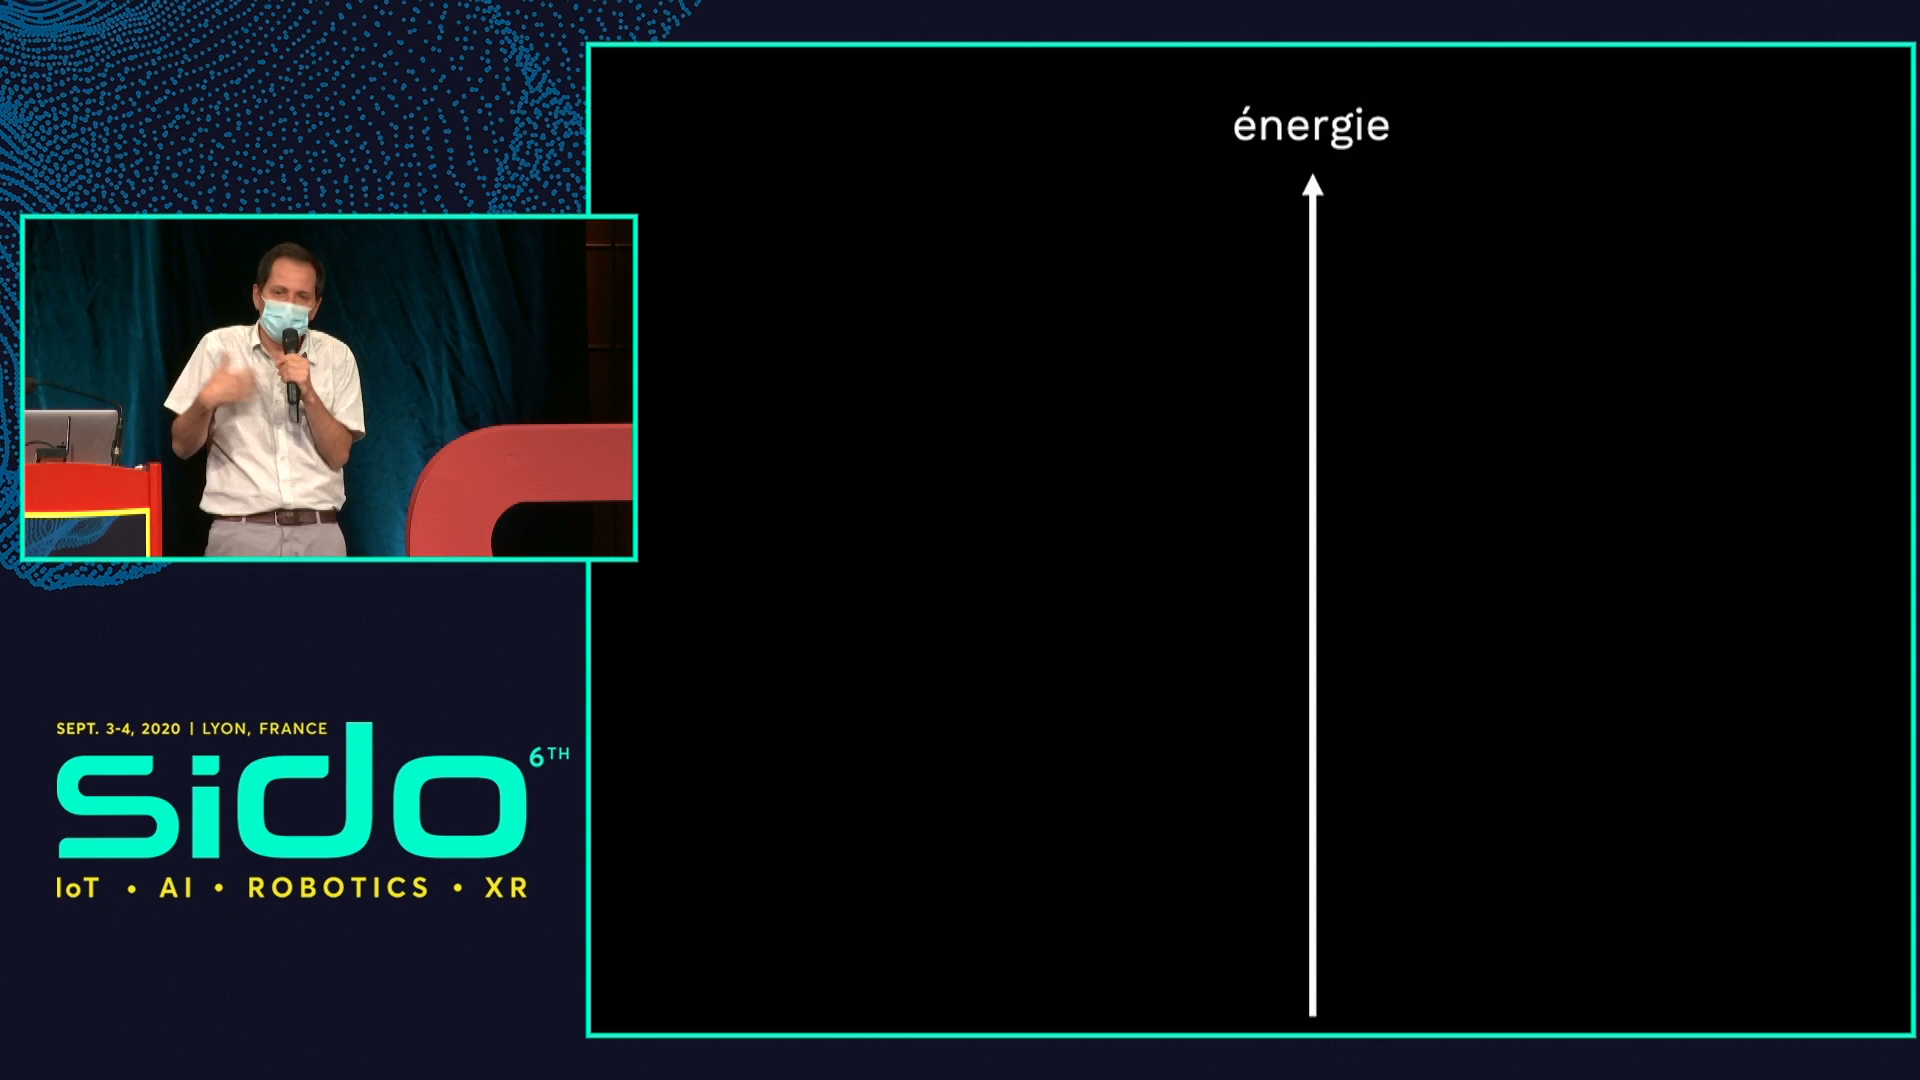 énergie
SEPT. 3-4, 2020 | LYON, FRANCE
sido 6TH
IoT • AI • ROBOTICS • XR